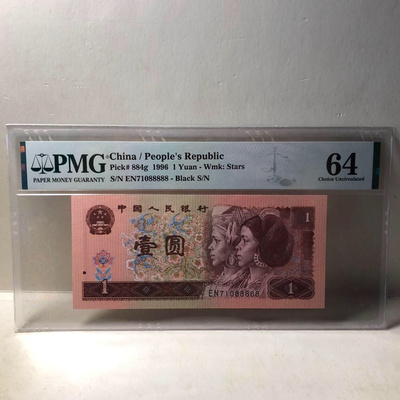 PMG
PAPER MONEY GUARANTY
China / People's Republic
Pick# 884g 1996 1 Yuan - Wmk: Stars
S/N EN71088888 - Black S/N
64
Choice Uncirculated
中国人民银行
1
壹圆
EN71088888
1
1